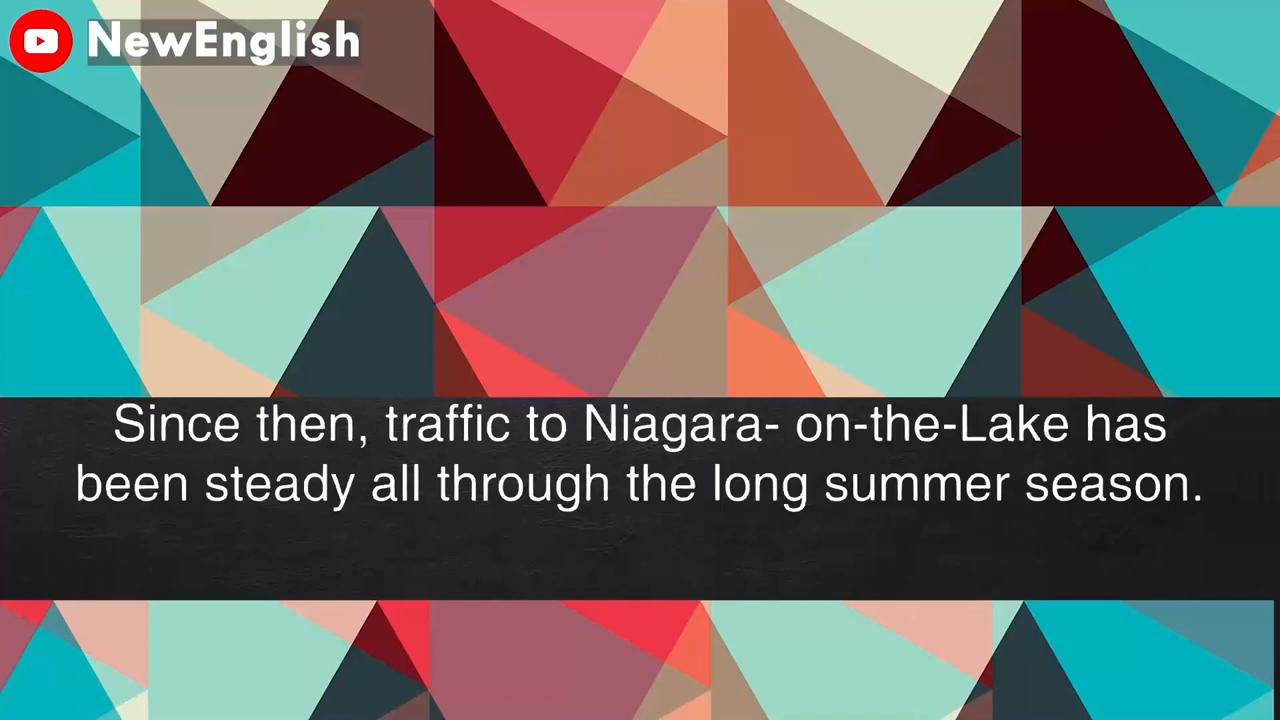 NewEnglish
Since then, traffic to Niagara- on-the-Lake has
been steady all through the long summer season.